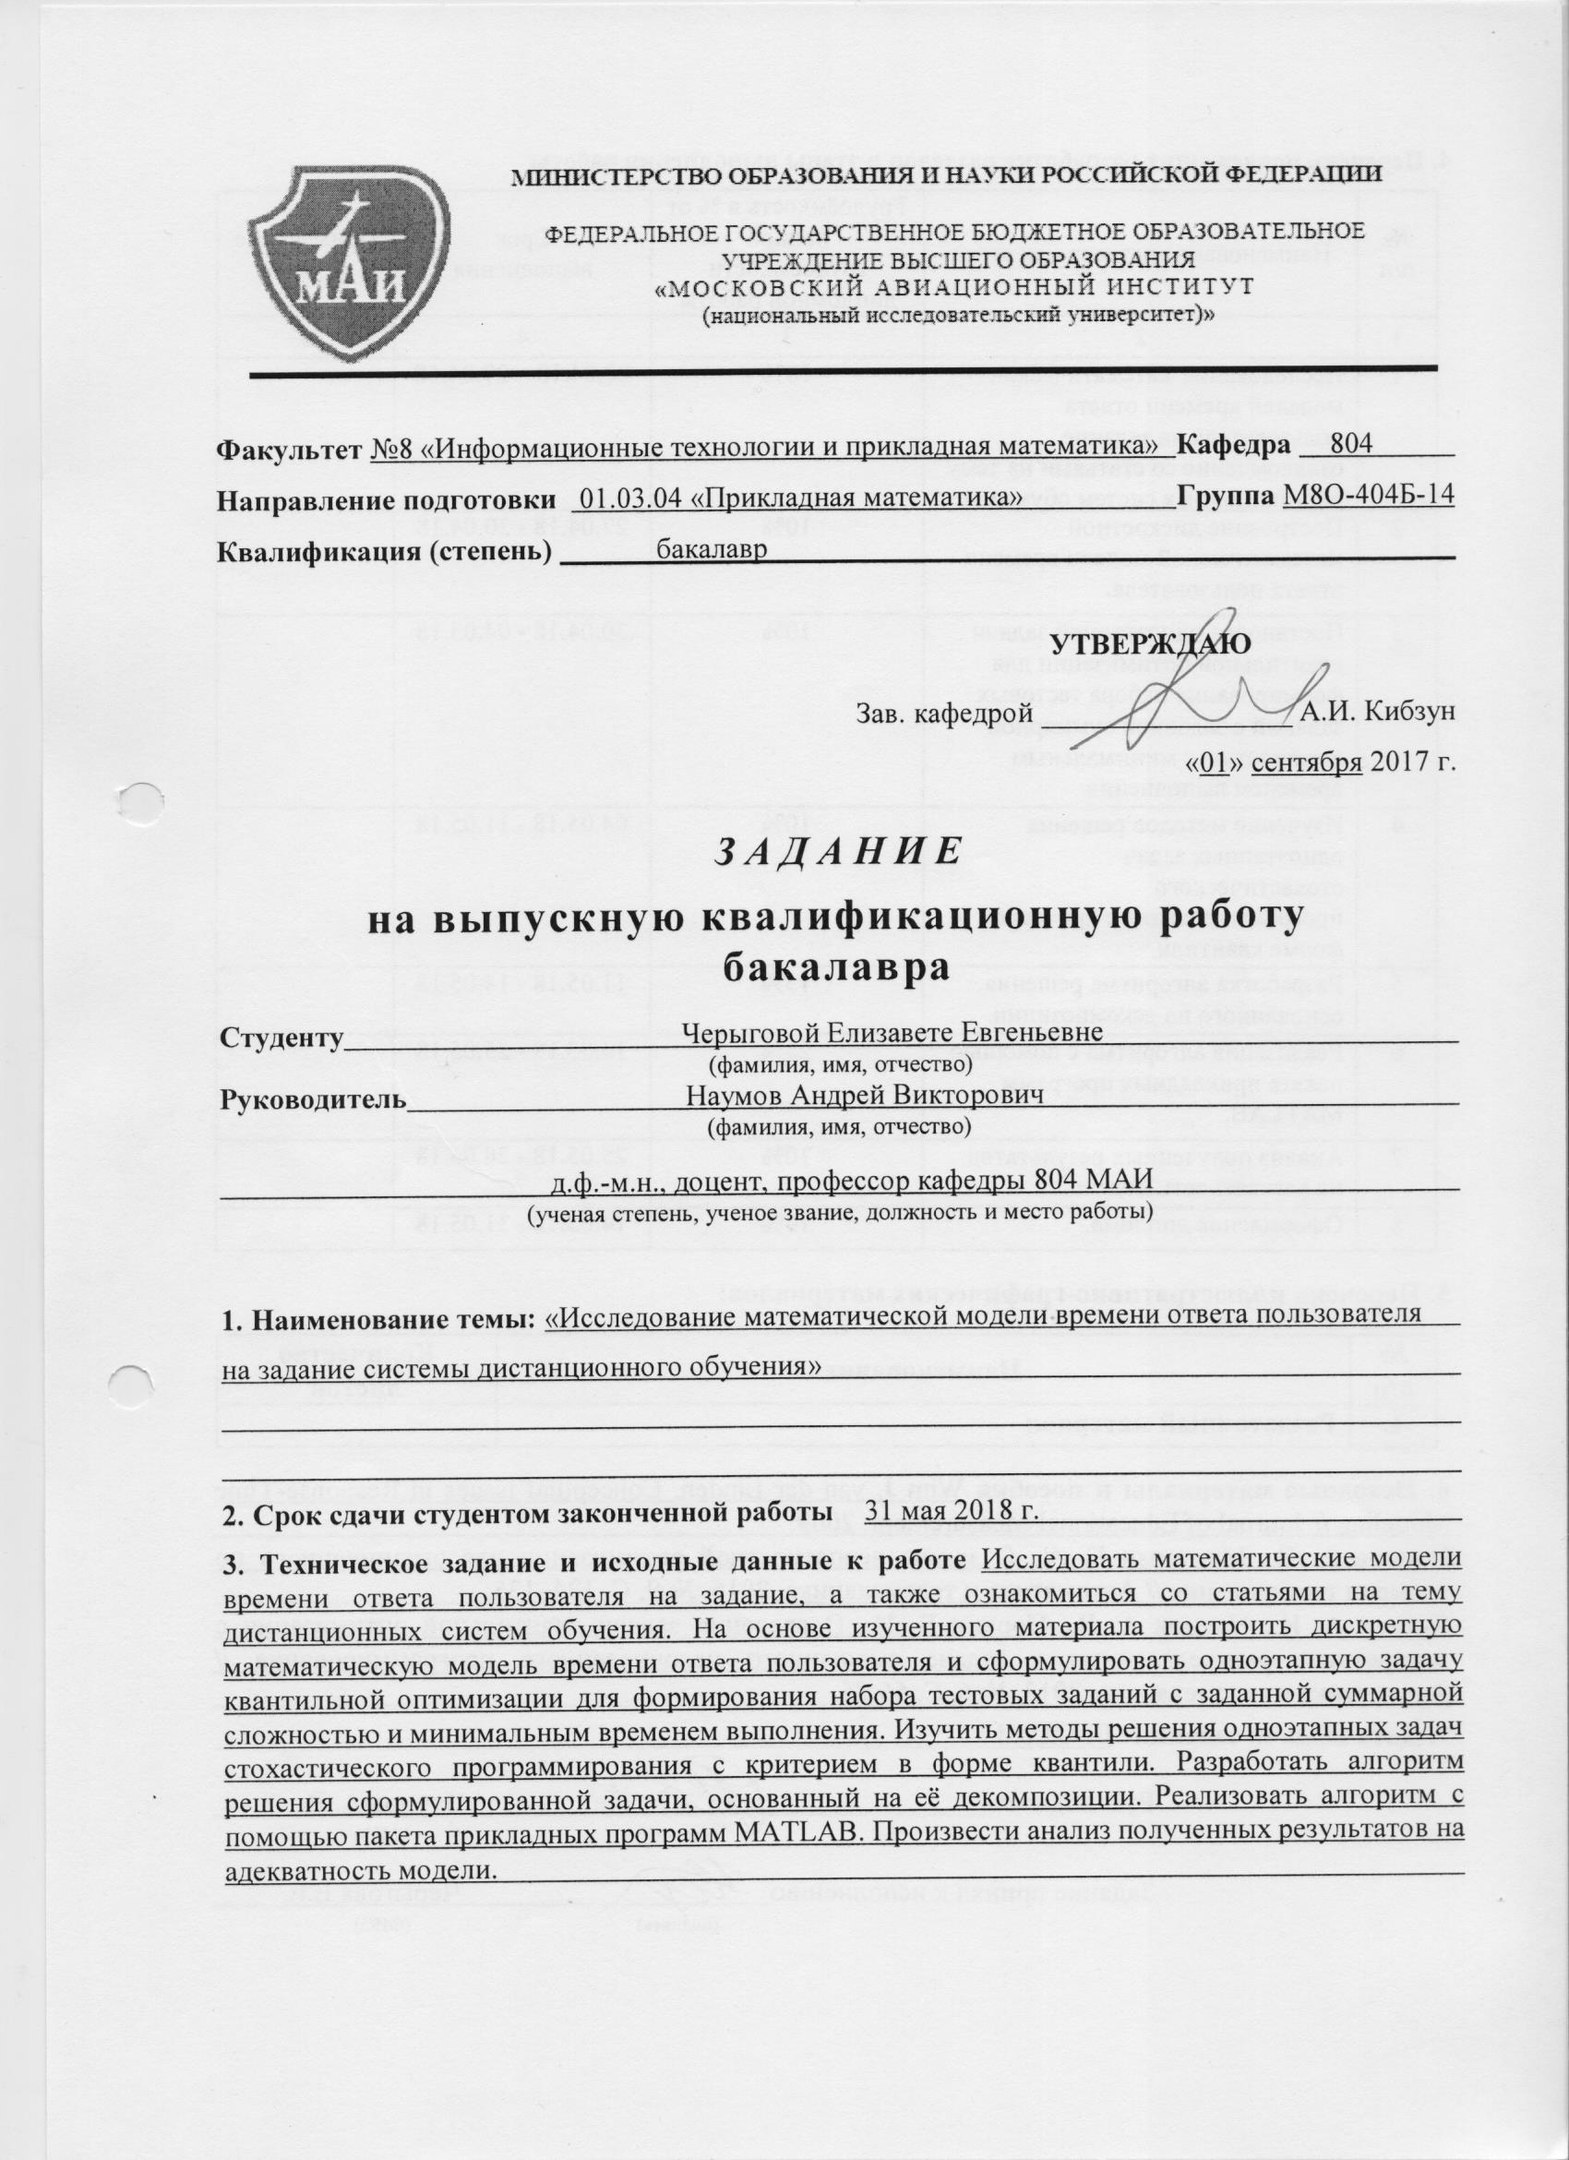 МАИ
МИНИСТЕРСТВО ОБРАЗОВАНИЯ И НАУКИ РОССИЙСКОЙ ФЕДЕРАЦИИ
ФЕДЕРАЛЬНОЕ ГОСУДАРСТВЕННОЕ БЮДЖЕТНОЕ ОБРАЗОВАТЕЛЬНОЕ
УЧРЕЖДЕНИЕ ВЫСШЕГО ОБРАЗОВАНИЯ
«МОСКОВСКИЙ АВИАЦИОННЫЙ ИНСТИТУТ
(национальный исследовательский университет)»
Факультет №8 «Информационные технологии и прикладная математика» Кафедра 804
Направление подготовки 01.03.04 «Прикладная математика» Группа М8О-404Б-14
Квалификация (степень) бакалавр
УТВЕРЖДАЮ
Зав. кафедрой А.И. Кибзун
«01» сентября 2017 г.
ЗАДАНИЕ
на выпускную квалификационную работу
бакалавра
Студенту Черыговой Елизавете Евгеньевне
(фамилия, имя, отчество)
Руководитель Наумов Андрей Викторович
(фамилия, имя, отчество)
д.ф.-м.н., доцент, профессор кафедры 804 МАИ
(ученая степень, ученое звание, должность и место работы)
1. Наименование темы: «Исследование математической модели времени ответа пользователя
на задание системы дистанционного обучения»
2. Срок сдачи студентом законченной работы 31 мая 2018 г.
3. Техническое задание и исходные данные к работе Исследовать математические модели
времени ответа пользователя на задание, а также ознакомиться со статьями на тему
дистанционных систем обучения. На основе изученного материала построить дискретную
математическую модель времени ответа пользователя и сформулировать одноэтапную задачу
квантильной оптимизации для формирования набора тестовых заданий с заданной суммарной
сложностью и минимальным временем выполнения. Изучить методы решения одноэтапных задач
стохастического программирования с критерием в форме квантили. Разработать алгоритм
решения сформулированной задачи, основанный на её декомпозиции. Реализовать алгоритм с
помощью пакета прикладных программ MATLAB. Произвести анализ полученных результатов на
адекватность модели.